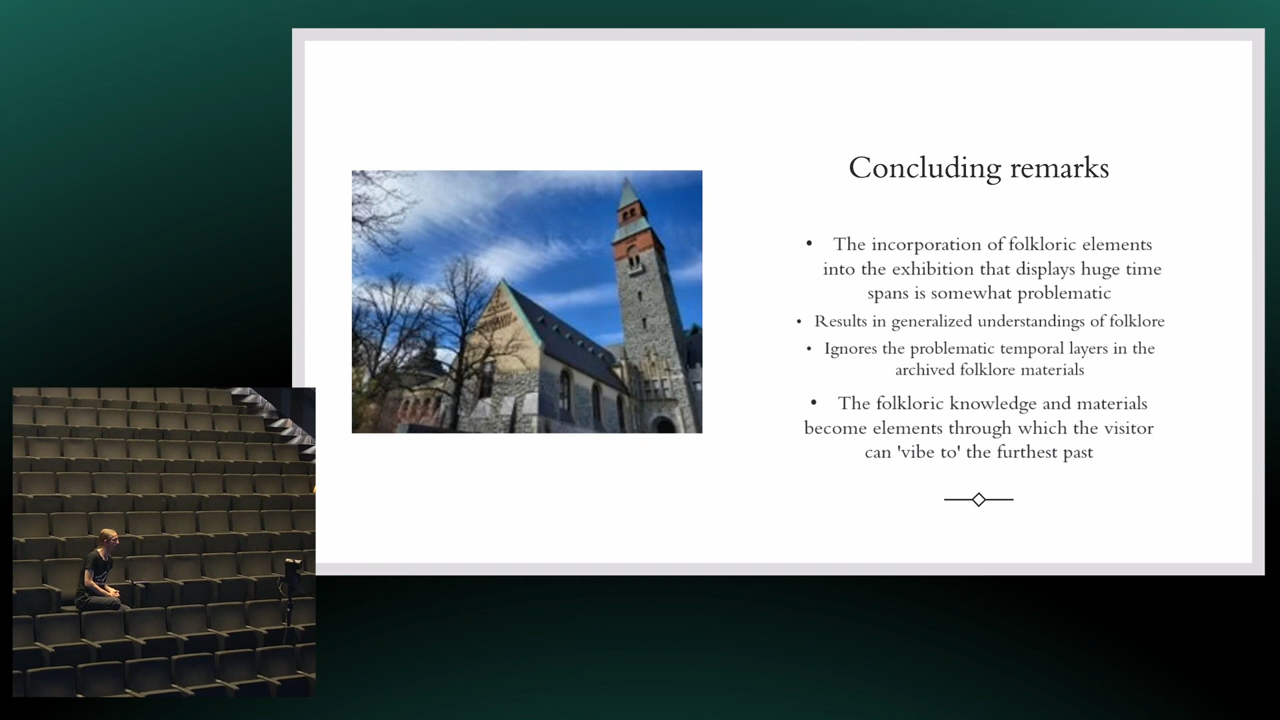 Concluding remarks
• The incorporation of folkloric elements
into the exhibition that displays huge time
spans is somewhat problematic
• Results in generalized understandings of folklore
• Ignores the problematic temporal layers in the
archived folklore materials
• The folkloric knowledge and materials
become elements through which the visitor
can 'vibe to' the furthest past